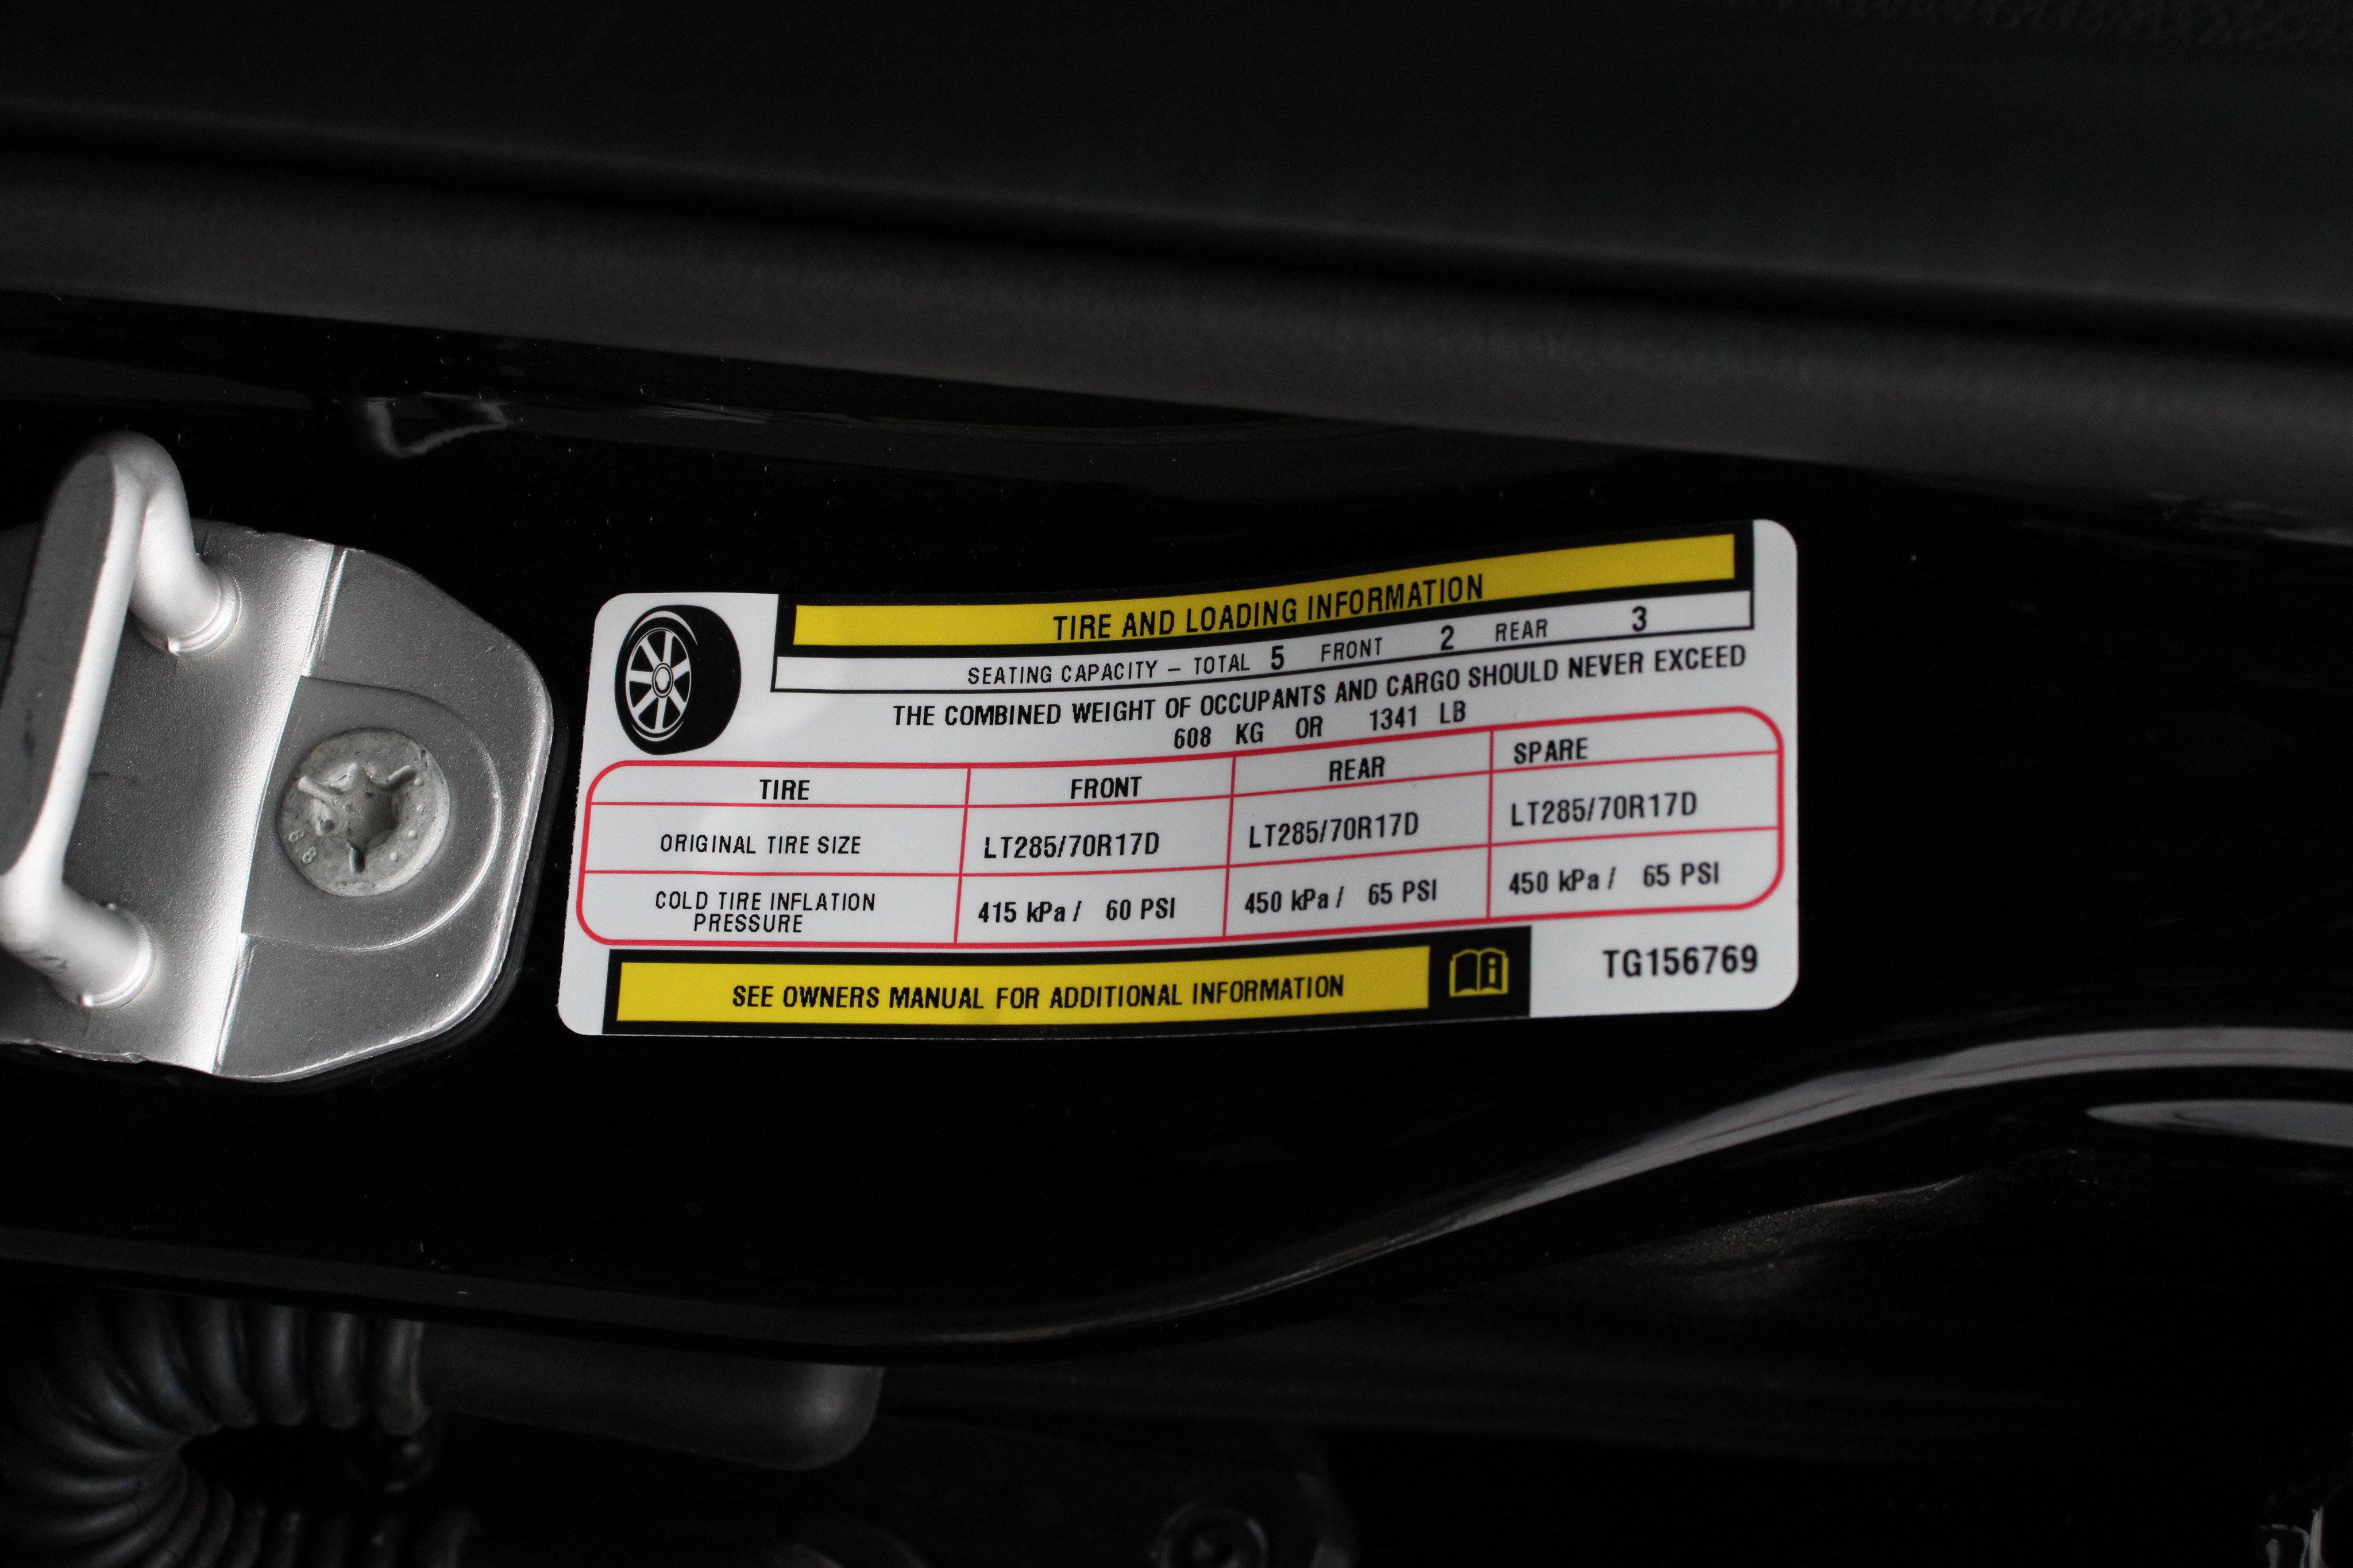 TIRE AND LOADING INFORMATION
SEATING CAPACITY – TOTAL 5 FRONT 2 REAR 3
THE COMBINED WEIGHT OF OCCUPANTS AND CARGO SHOULD NEVER EXCEED
608 KG OR 1341 LB
TIRE FRONT REAR SPARE
ORIGINAL TIRE SIZE LT285/70R17D LT285/70R17D LT285/70R17D
COLD TIRE INFLATION
PRESSURE 415 kPa / 60 PSI 450 kPa / 65 PSI 450 kPa / 65 PSI
SEE OWNERS MANUAL FOR ADDITIONAL INFORMATION
TG156769